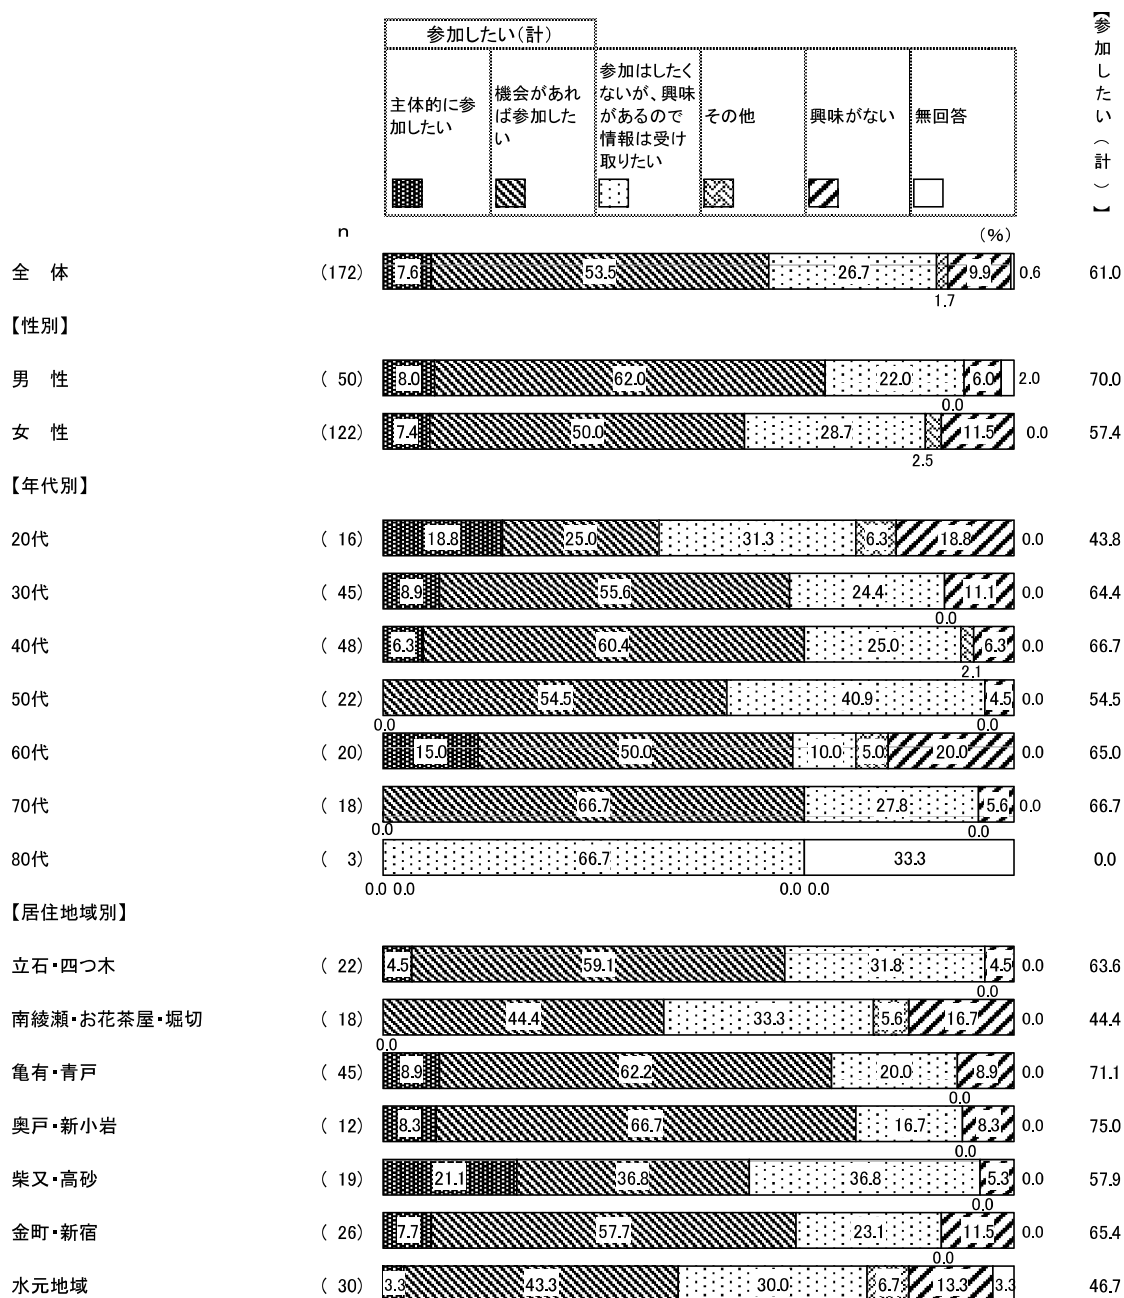 【参加したい（計）】
参加したい（計）
主体的に参加したい
機会があれば参加したい
参加はしたくないが、興味があるので情報は受け取りたい
その他
興味がない
無回答
n
（％）
全　体 (172) 7.6 53.5 26.7 1.7 9.9 0.6 61.0
【性別】
男　性 ( 50) 8.0 62.0 22.0 0.0 6.0 2.0 70.0
女　性 (122) 7.4 50.0 28.7 2.5 11.5 0.0 57.4
【年代別】
20代 ( 16) 18.8 25.0 31.3 6.3 18.8 0.0 43.8
30代 ( 45) 8.9 55.6 24.4 0.0 11.1 0.0 64.4
40代 ( 48) 6.3 60.4 25.0 2.1 6.3 0.0 66.7
50代 ( 22) 0.0 54.5 40.9 0.0 4.5 0.0 54.5
60代 ( 20) 15.0 50.0 10.0 5.0 20.0 0.0 65.0
70代 ( 18) 0.0 66.7 27.8 0.0 5.6 0.0 66.7
80代 ( 3) 0.0 0.0 66.7 0.0 0.0 33.3 0.0
【居住地域別】
立石・四つ木 ( 22) 4.5 59.1 31.8 0.0 4.5 0.0 63.6
南綾瀬・お花茶屋・堀切 ( 18) 0.0 44.4 33.3 5.6 16.7 0.0 44.4
亀有・青戸 ( 45) 8.9 62.2 20.0 0.0 8.9 0.0 71.1
奥戸・新小岩 ( 12) 8.3 66.7 16.7 0.0 8.3 0.0 75.0
柴又・高砂 ( 19) 21.1 36.8 36.8 0.0 5.3 0.0 57.9
金町・新宿 ( 26) 7.7 57.7 23.1 0.0 11.5 0.0 65.4
水元地域 ( 30) 3.3 43.3 30.0 6.7 13.3 3.3 46.7